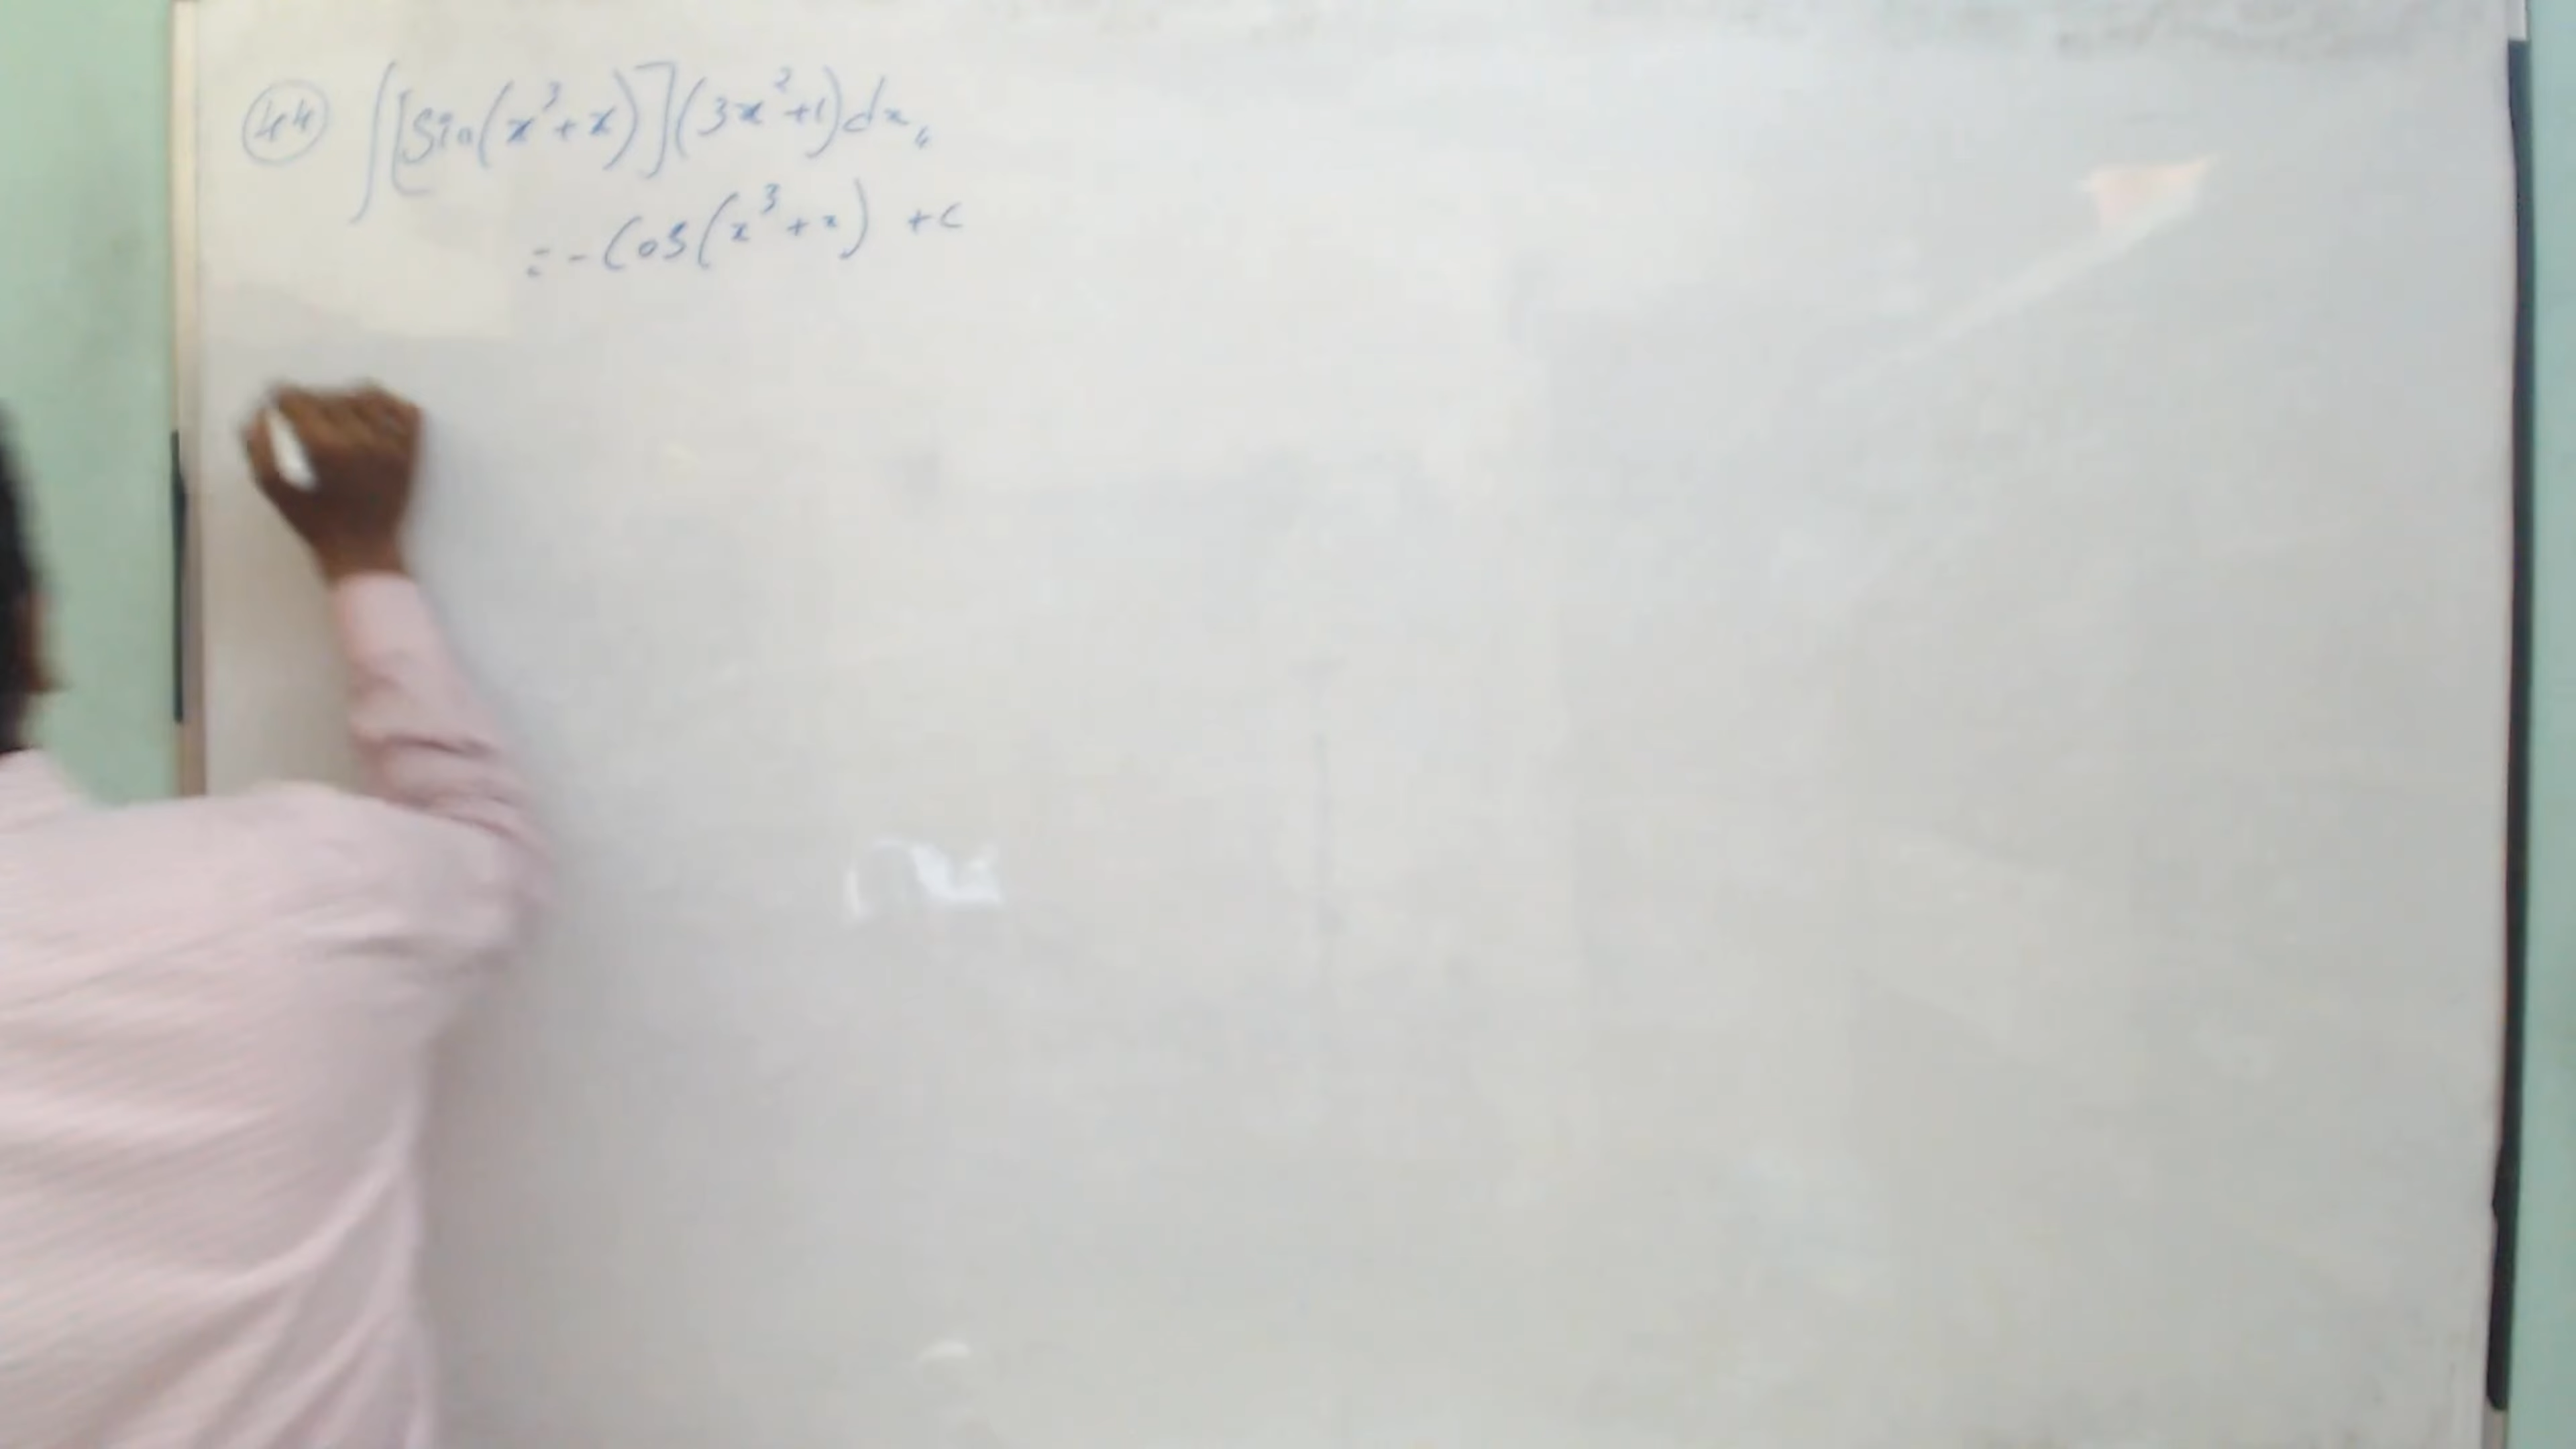 44 ∫[Sin(x³+x)](3x²+1)dx,,
= -Cos(x³+x) +c